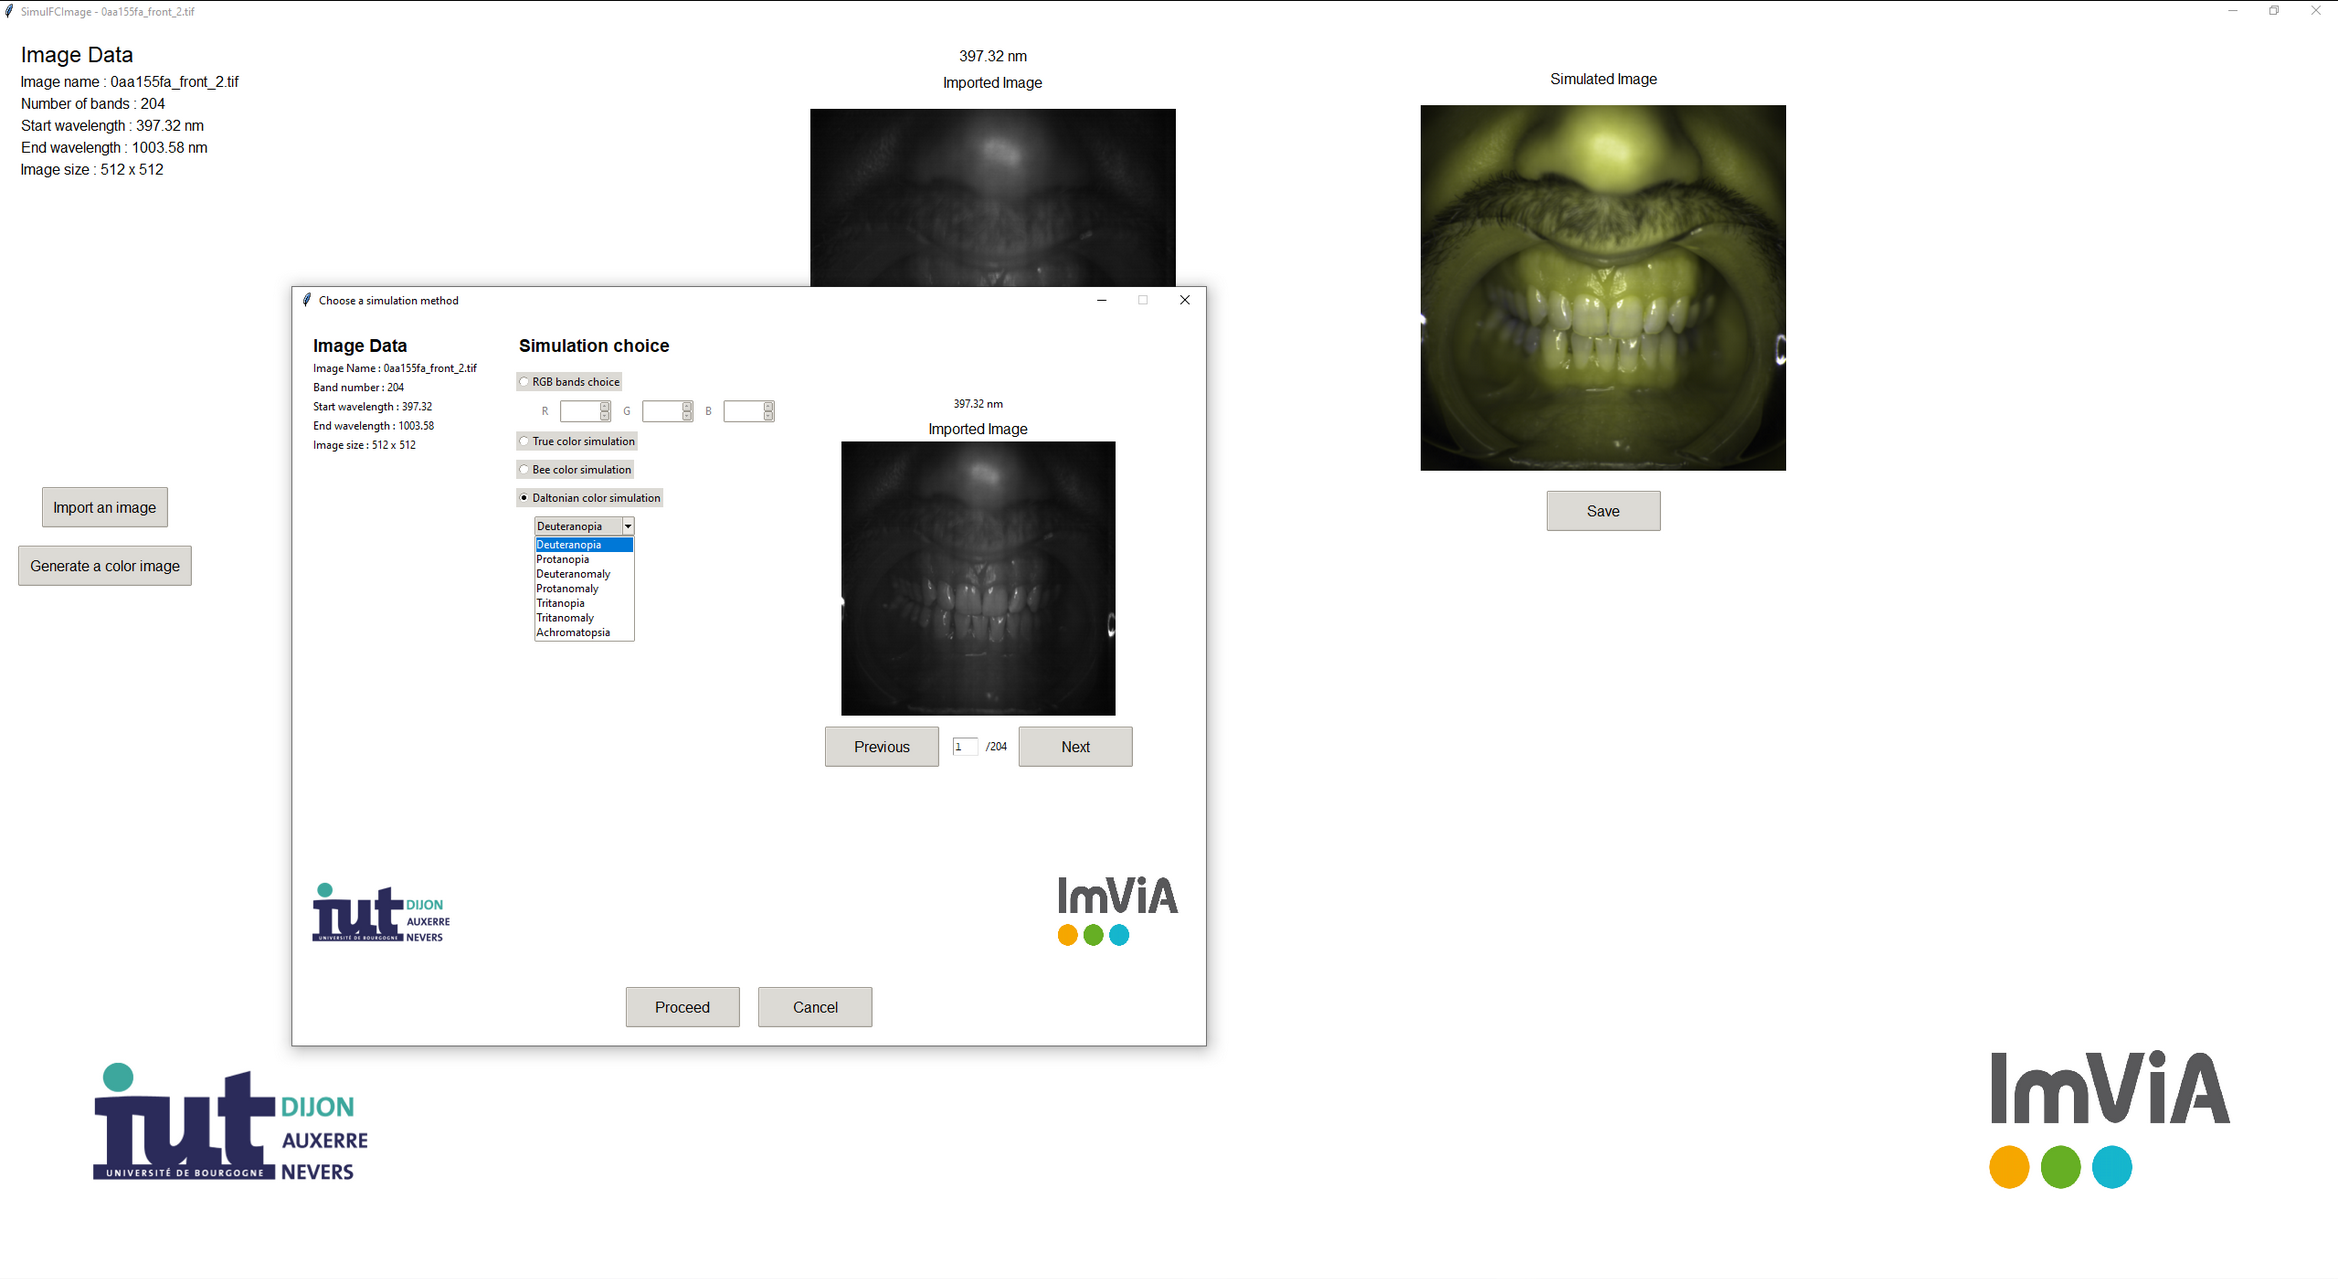 SimulFCImage - 0aa155fa_front_2.tif
Image Data
Image name : 0aa155fa_front_2.tif
Number of bands : 204
Start wavelength : 397.32 nm
End wavelength : 1003.58 nm
Image size : 512 x 512
397.32 nm
Imported Image
Simulated Image
Save
Import an image
Generate a color image
Choose a simulation method
Image Data
Image Name : 0aa155fa_front_2.tif
Band number : 204
Start wavelength : 397.32
End wavelength : 1003.58
Image size : 512 x 512
Simulation choice
RGB bands choice
R G B
True color simulation
Bee color simulation
Daltonian color simulation
Deuteranopia
Deuteranopia
Protanopia
Deuteranomaly
Protanomaly
Tritanopia
Tritanomaly
Achromatopsia
397.32 nm
Imported Image
Previous 1 /204 Next
iut DIJON
AUXERRE
UNIVERSITÉ DE BOURGOGNE NEVERS
ImViA
Proceed Cancel
iut DIJON
AUXERRE
UNIVERSITÉ DE BOURGOGNE NEVERS
ImViA